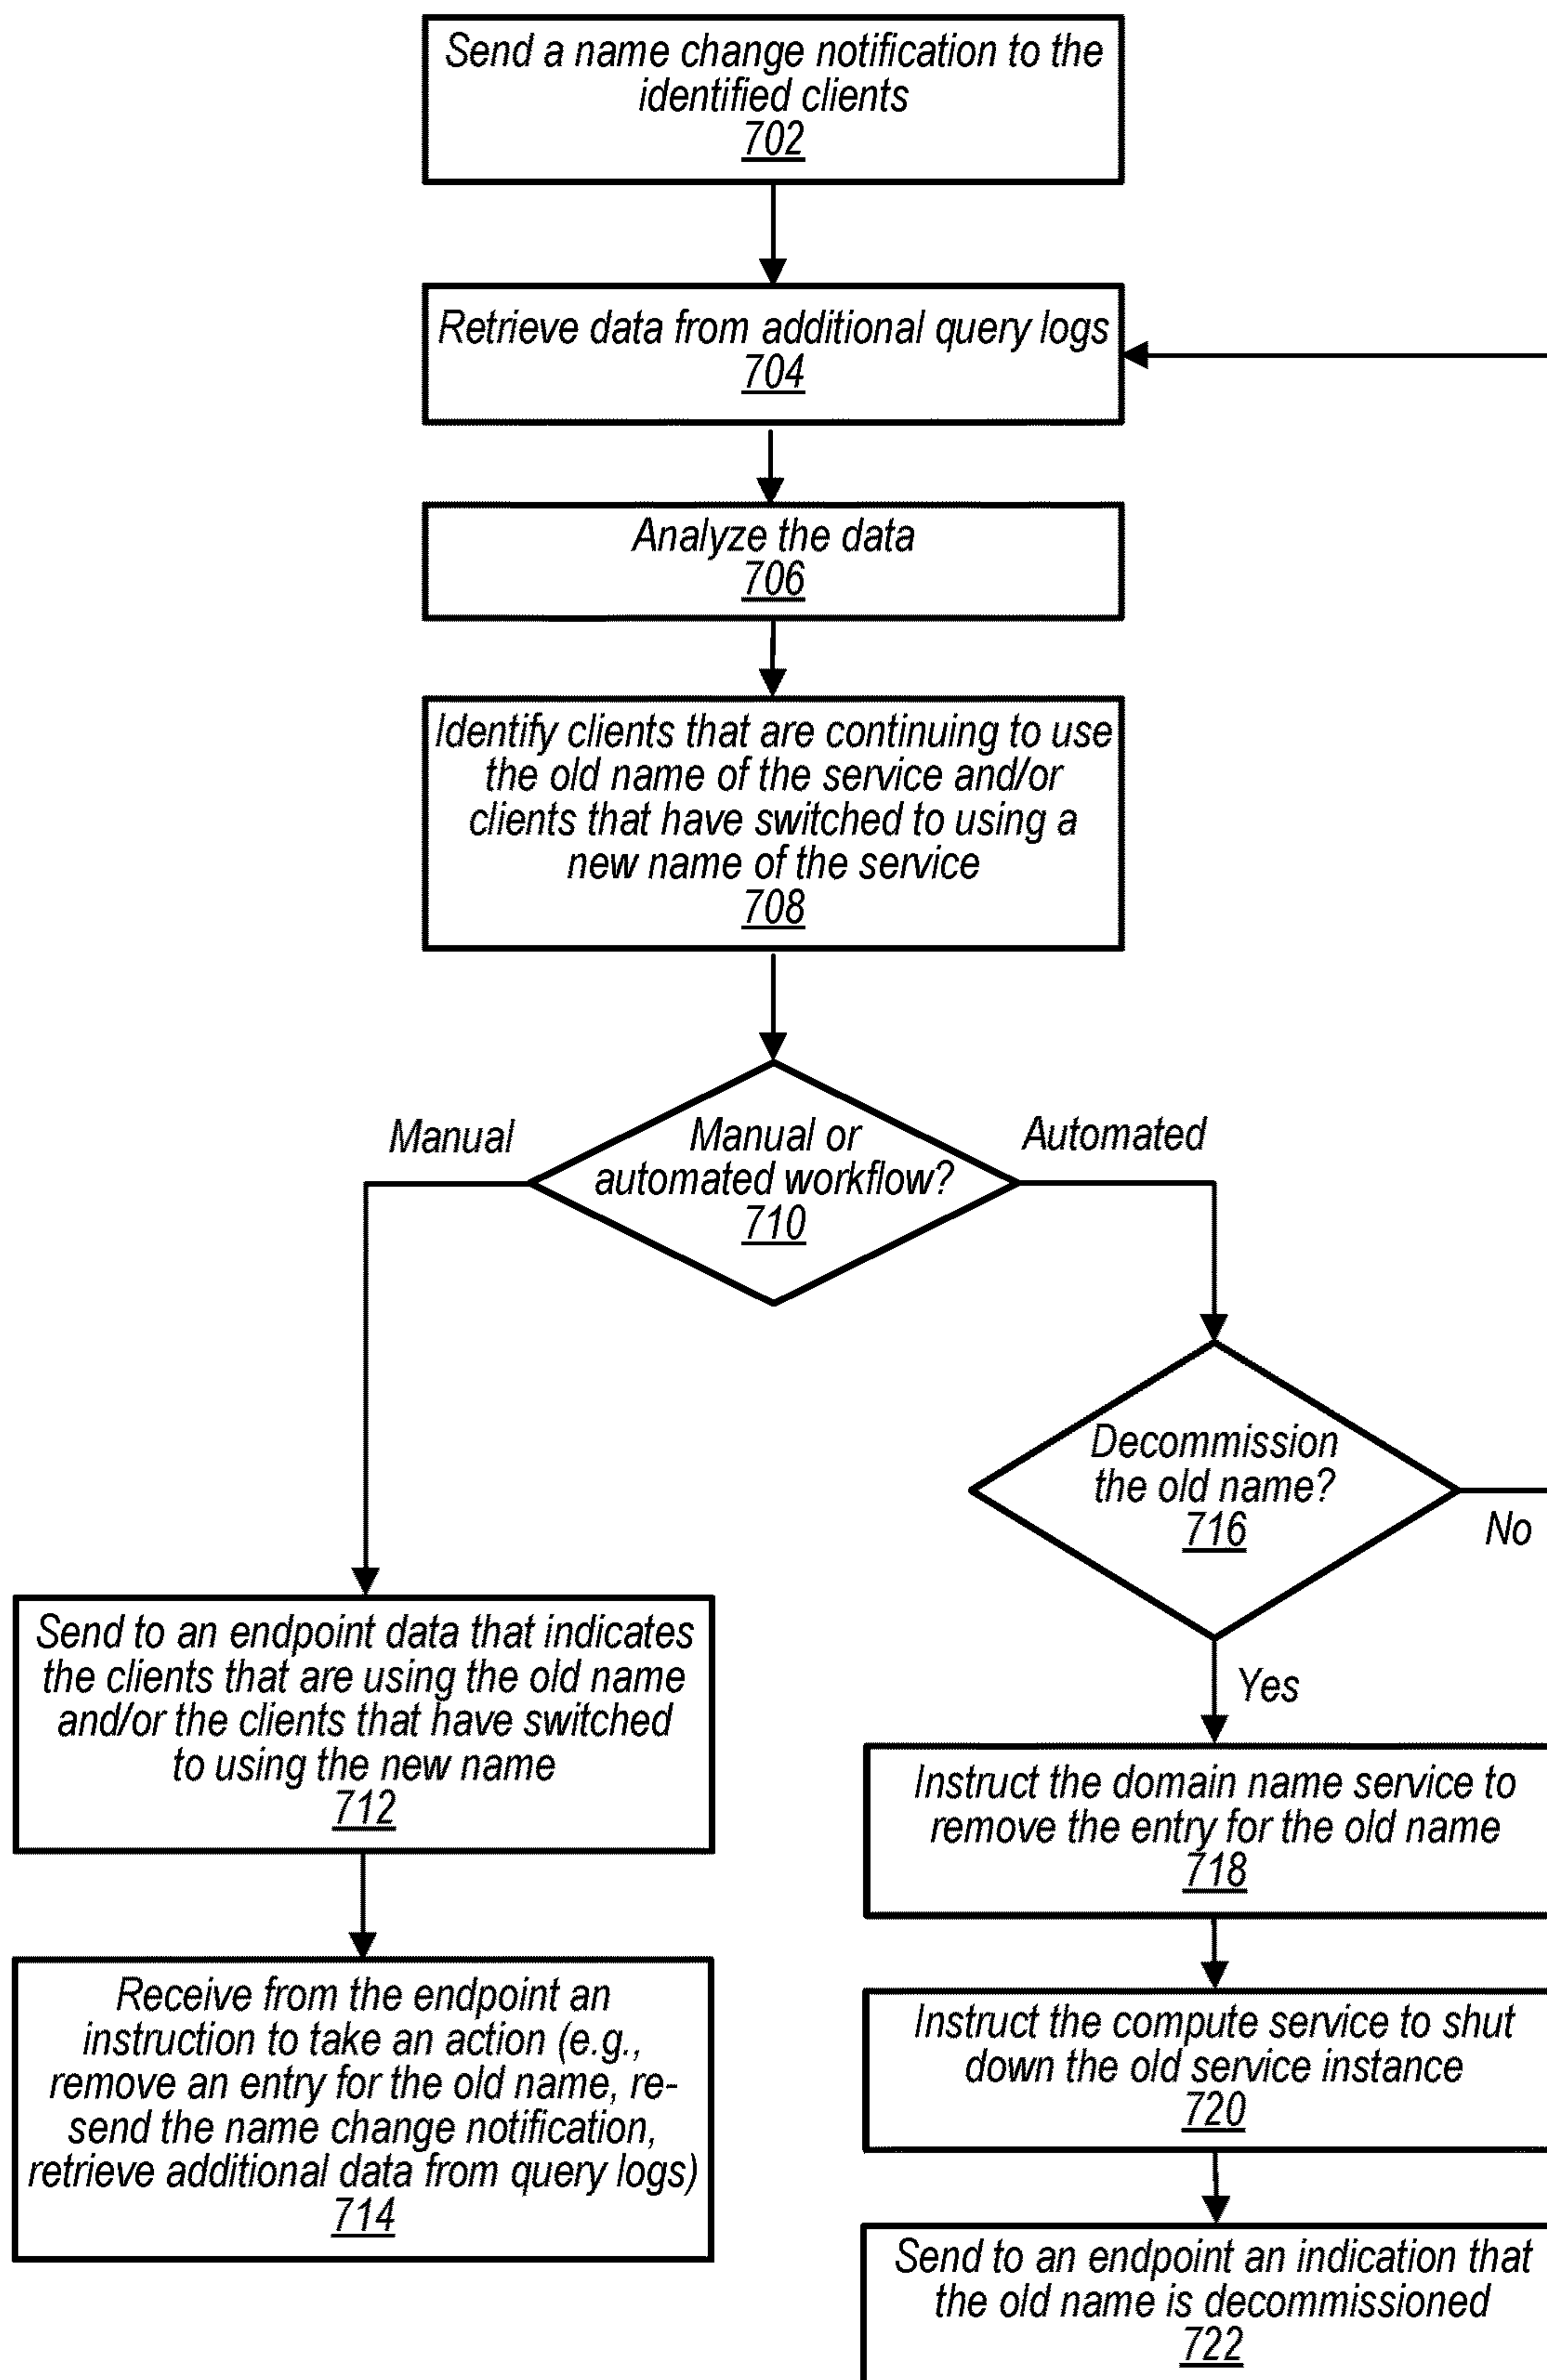 Send a name change notification to the
identified clients
702
Retrieve data from additional query logs
704
Analyze the data
706
Identify clients that are continuing to use
the old name of the service and/or
clients that have switched to using a
new name of the service
708
Manual
Manual or
automated workflow?
710
Automated
Decommission
the old name?
716
No
Yes
Send to an endpoint data that indicates
the clients that are using the old name
and/or the clients that have switched
to using the new name
712
Receive from the endpoint an
instruction to take an action (e.g.,
remove an entry for the old name, re-
send the name change notification,
retrieve additional data from query logs)
714
Instruct the domain name service to
remove the entry for the old name
718
Instruct the compute service to shut
down the old service instance
720
Send to an endpoint an indication that
the old name is decommissioned
722